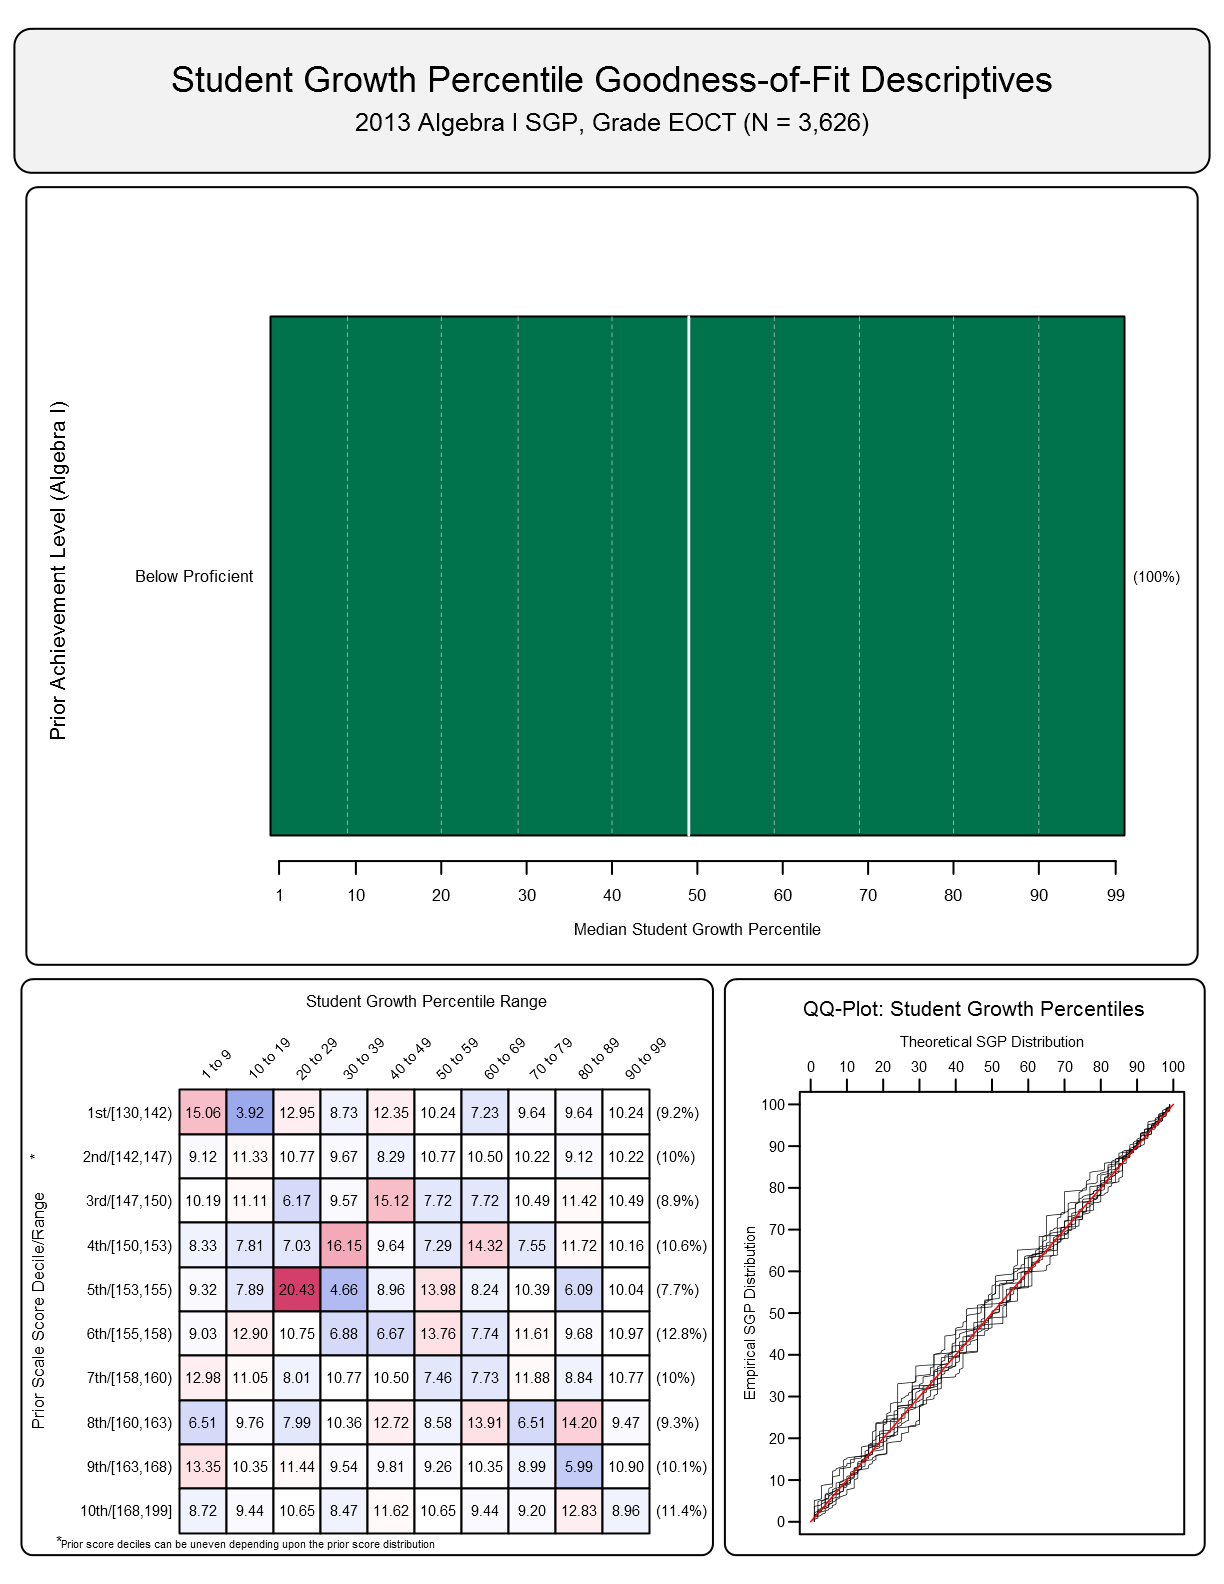 Student Growth Percentile Goodness-of-Fit Descriptives
2013 Algebra I SGP, Grade EOCT (N = 3,626)
Prior Achievement Level (Algebra I)
Below Proficient
(100%)
1 10 20 30 40 50 60 70 80 90 99
Median Student Growth Percentile
Student Growth Percentile Range
1 to 9 10 to 19 20 to 29 30 to 39 40 to 49 50 to 59 60 to 69 70 to 79 80 to 89 90 to 99
Prior Scale Score Decile/Range *
1st/[130,142) 15.06 3.92 12.95 8.73 12.35 10.24 7.23 9.64 9.64 10.24 (9.2%)
2nd/[142,147) 9.12 11.33 10.77 9.67 8.29 10.77 10.50 10.22 9.12 10.22 (10%)
3rd/[147,150) 10.19 11.11 6.17 9.57 15.12 7.72 7.72 10.49 11.42 10.49 (8.9%)
4th/[150,153) 8.33 7.81 7.03 16.15 9.64 7.29 14.32 7.55 11.72 10.16 (10.6%)
5th/[153,155) 9.32 7.89 20.43 4.66 8.96 13.98 8.24 10.39 6.09 10.04 (7.7%)
6th/[155,158) 9.03 12.90 10.75 6.88 6.67 13.76 7.74 11.61 9.68 10.97 (12.8%)
7th/[158,160) 12.98 11.05 8.01 10.77 10.50 7.46 7.73 11.88 8.84 10.77 (10%)
8th/[160,163) 6.51 9.76 7.99 10.36 12.72 8.58 13.91 6.51 14.20 9.47 (9.3%)
9th/[163,168) 13.35 10.35 11.44 9.54 9.81 9.26 10.35 8.99 5.99 10.90 (10.1%)
10th/[168,199] 8.72 9.44 10.65 8.47 11.62 10.65 9.44 9.20 12.83 8.96 (11.4%)
*Prior score deciles can be uneven depending upon the prior score distribution
QQ-Plot: Student Growth Percentiles
Theoretical SGP Distribution
0 10 20 30 40 50 60 70 80 90 100
Empirical SGP Distribution
100
90
80
70
60
50
40
30
20
10
0